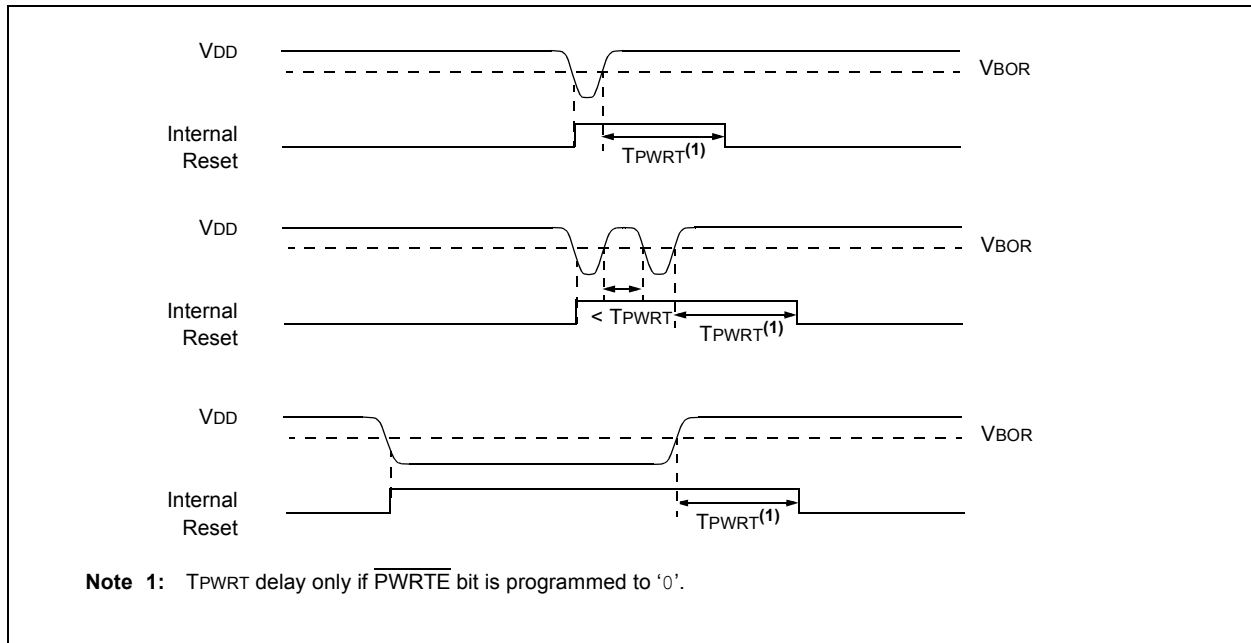 VDD
VBOR
Internal
Reset
TPWRT(1)
VDD
VBOR
Internal
Reset
< TPWRT
TPWRT(1)
VDD
VBOR
Internal
Reset
TPWRT(1)
Note 1: TPWRT delay only if P̅W̅R̅T̅E̅ bit is programmed to ‘0’.